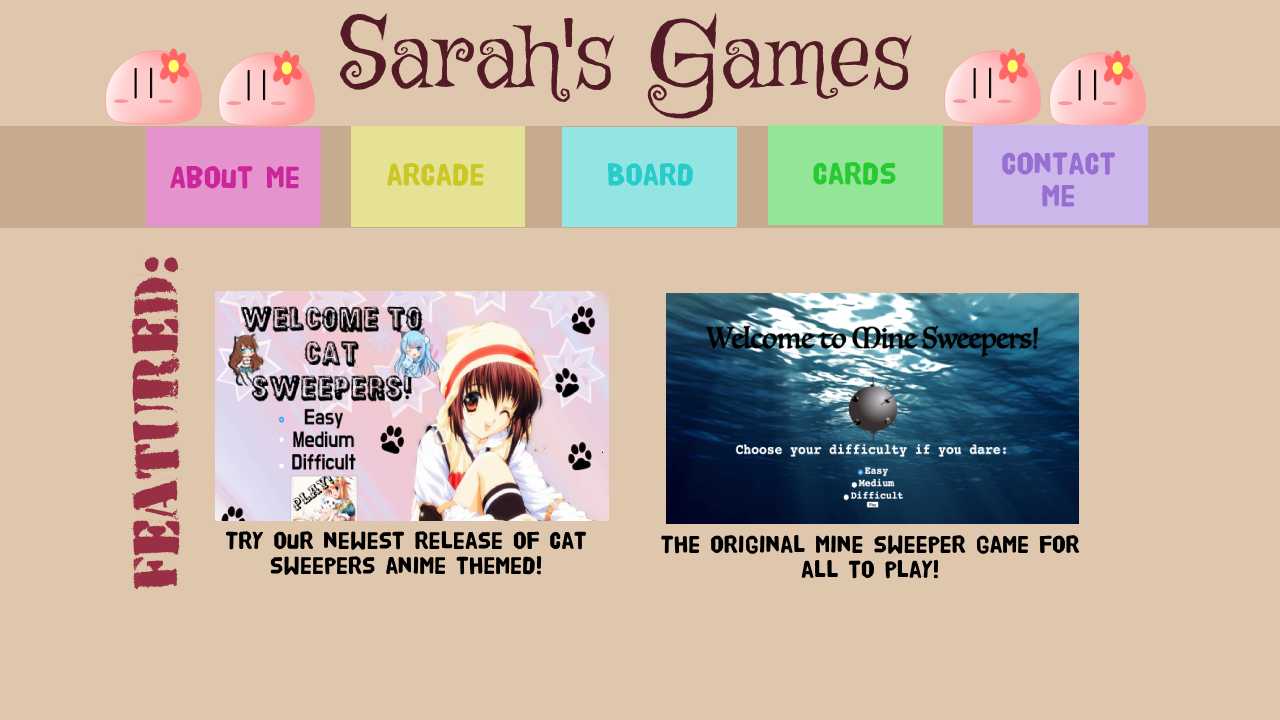 Sarah's Games
ABOUT ME
ARCADE
BOARD
CARDS
CONTACT
ME
FEATURED:
WELCOME TO
CAT
SWEEPERS!
Easy
Medium
Difficult
PLAY!
TRY OUR NEWEST RELEASE OF CAT
SWEEPERS ANIME THEMED!
Welcome to Mine Sweepers!
Choose your difficulty if you dare:
Easy
Medium
Difficult
Play
THE ORIGINAL MINE SWEEPER GAME FOR
ALL TO PLAY!